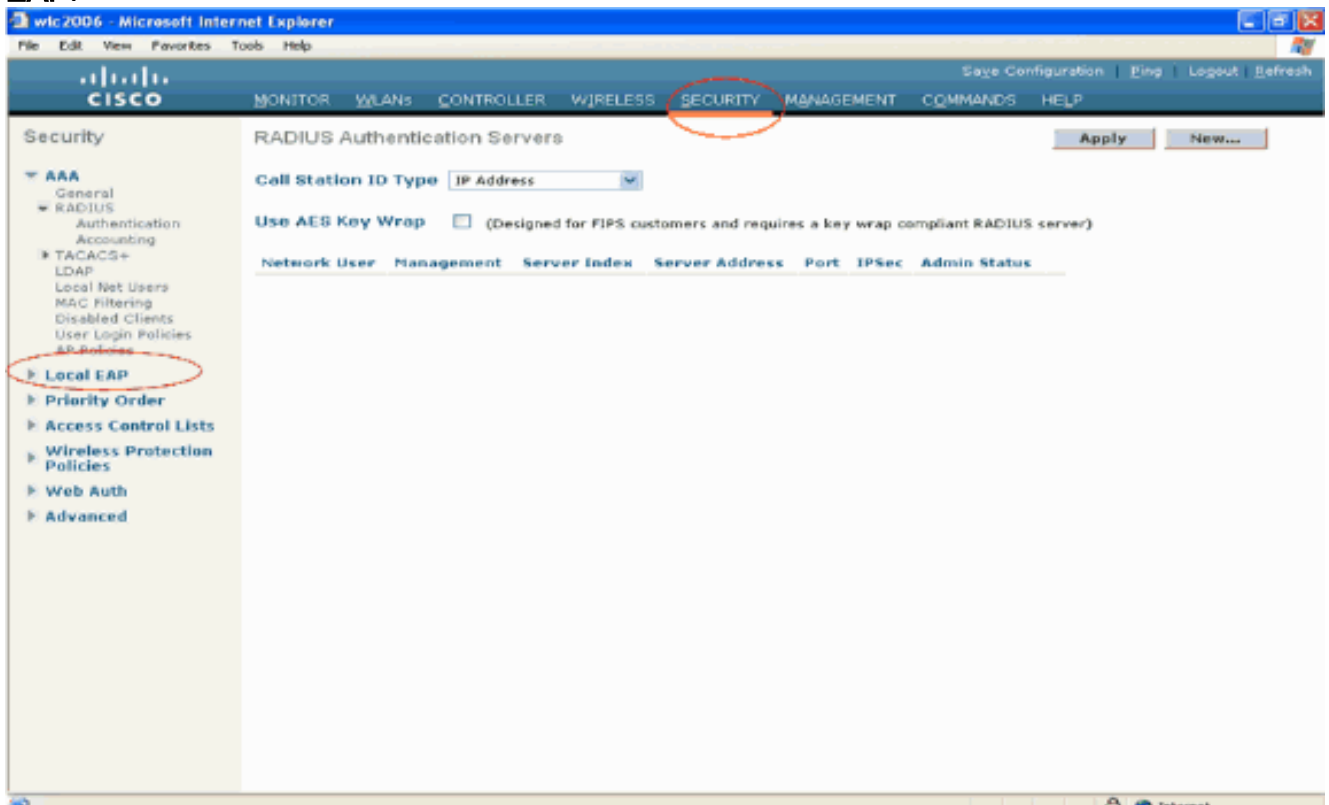 wlc2006 - Microsoft Internet Explorer
File Edit View Favorites Tools Help
Save Configuration | Ping | Logout | Refresh
CISCO
MONITOR WLANs CONTROLLER WIRELESS SECURITY MANAGEMENT COMMANDS HELP
Security
RADIUS Authentication Servers
Apply New...
AAA
General
RADIUS
Authentication
Accounting
TACACS+
LDAP
Local Net Users
MAC Filtering
Disabled Clients
User Login Policies
AP Policies
Local EAP
Priority Order
Access Control Lists
Wireless Protection
Policies
Web Auth
Advanced
Call Station ID Type IP Address
Use AES Key Wrap (Designed for FIPS customers and requires a key wrap compliant RADIUS server)
Network User Management Server Index Server Address Port IPSec Admin Status
Internet